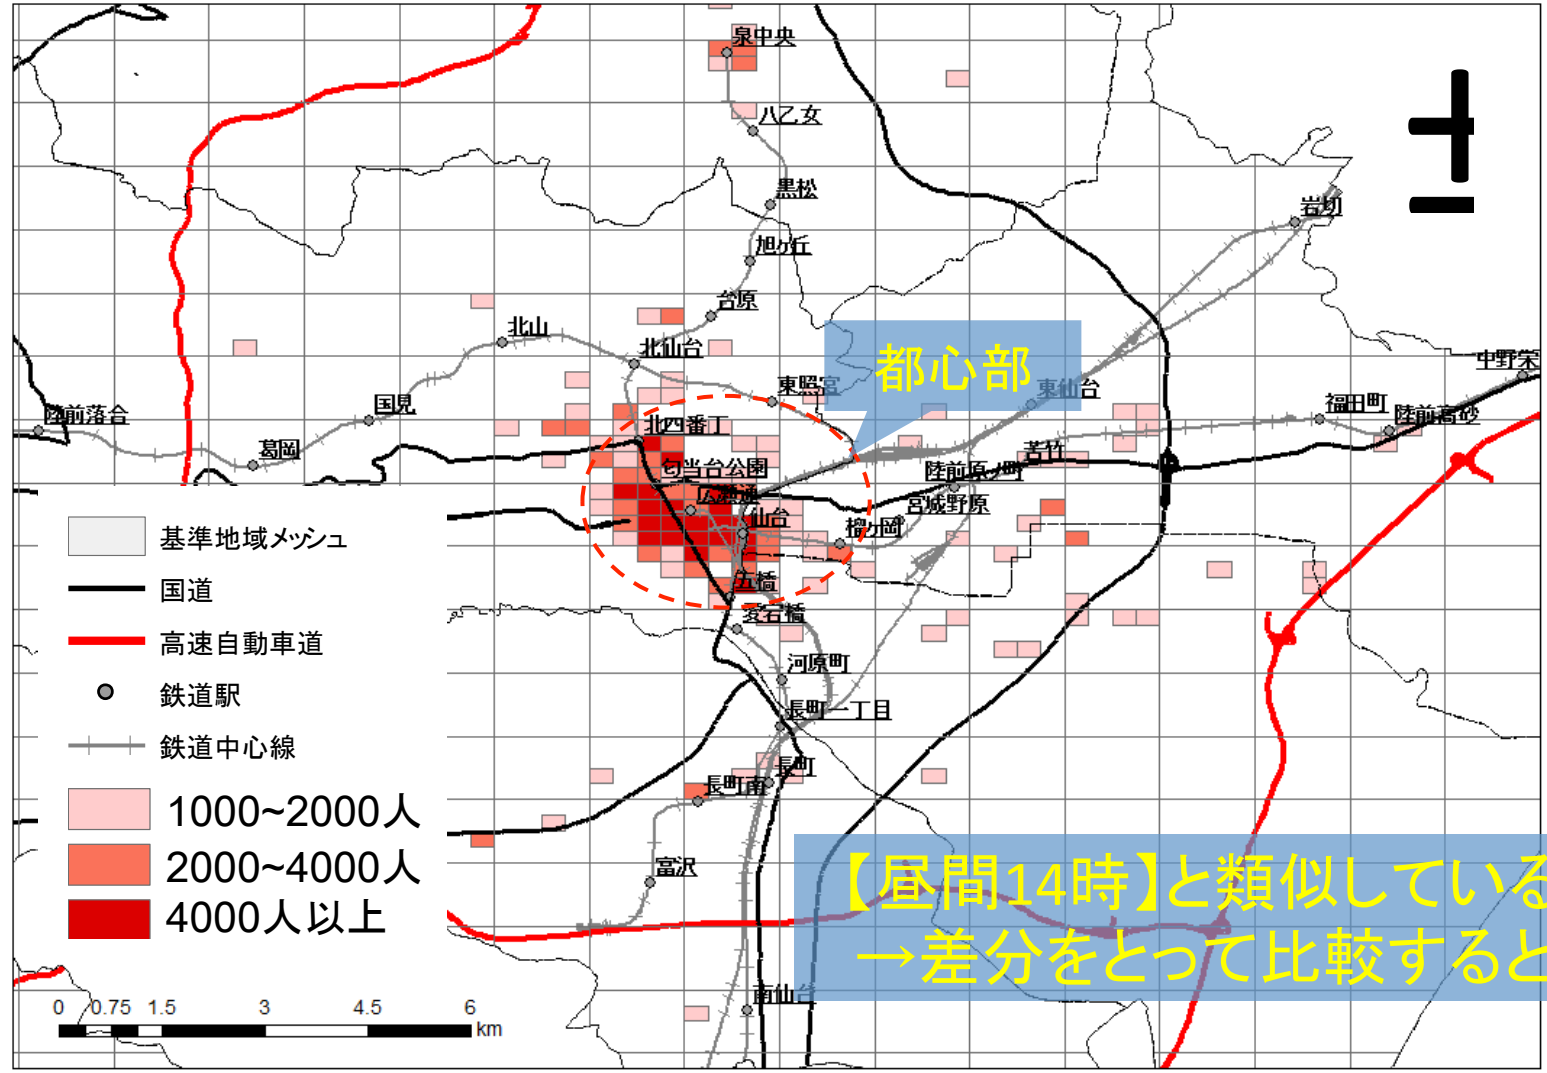 泉中央
八乙女
黒松
岩切
旭ヶ丘
台原
北山
北仙台
都心部
中野栄
東照宮
東仙台
国見
陸前落合
福田町
陸前高砂
北四番丁
葛岡
苦竹
勾当台公園
陸前原ノ町
広瀬通
宮城野原
仙台
榴ヶ岡
基準地域メッシュ
五橋
国道
愛宕橋
高速自動車道
河原町
鉄道駅
長町一丁目
鉄道中心線
長町
長町南
1000~2000人
2000~4000人
富沢
4000人以上
【昼間14時】と類似している
→差分をとって比較すると
南仙台
0 0.75 1.5 3 4.5 6
km